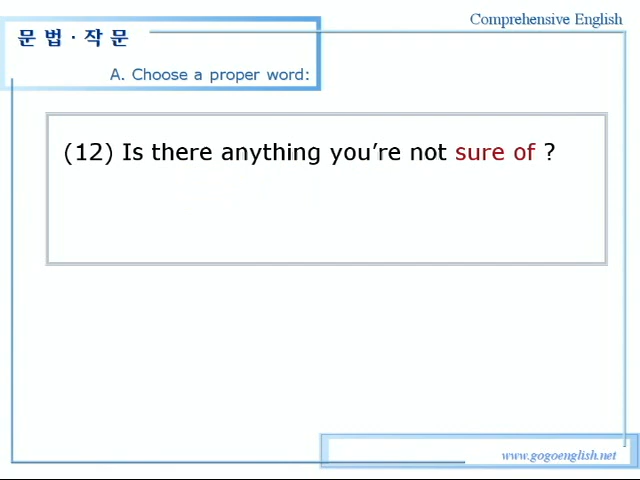 Comprehensive English
문법·작문
A. Choose a proper word:
(12) Is there anything you're not sure of ?
www.gogoenglish.net